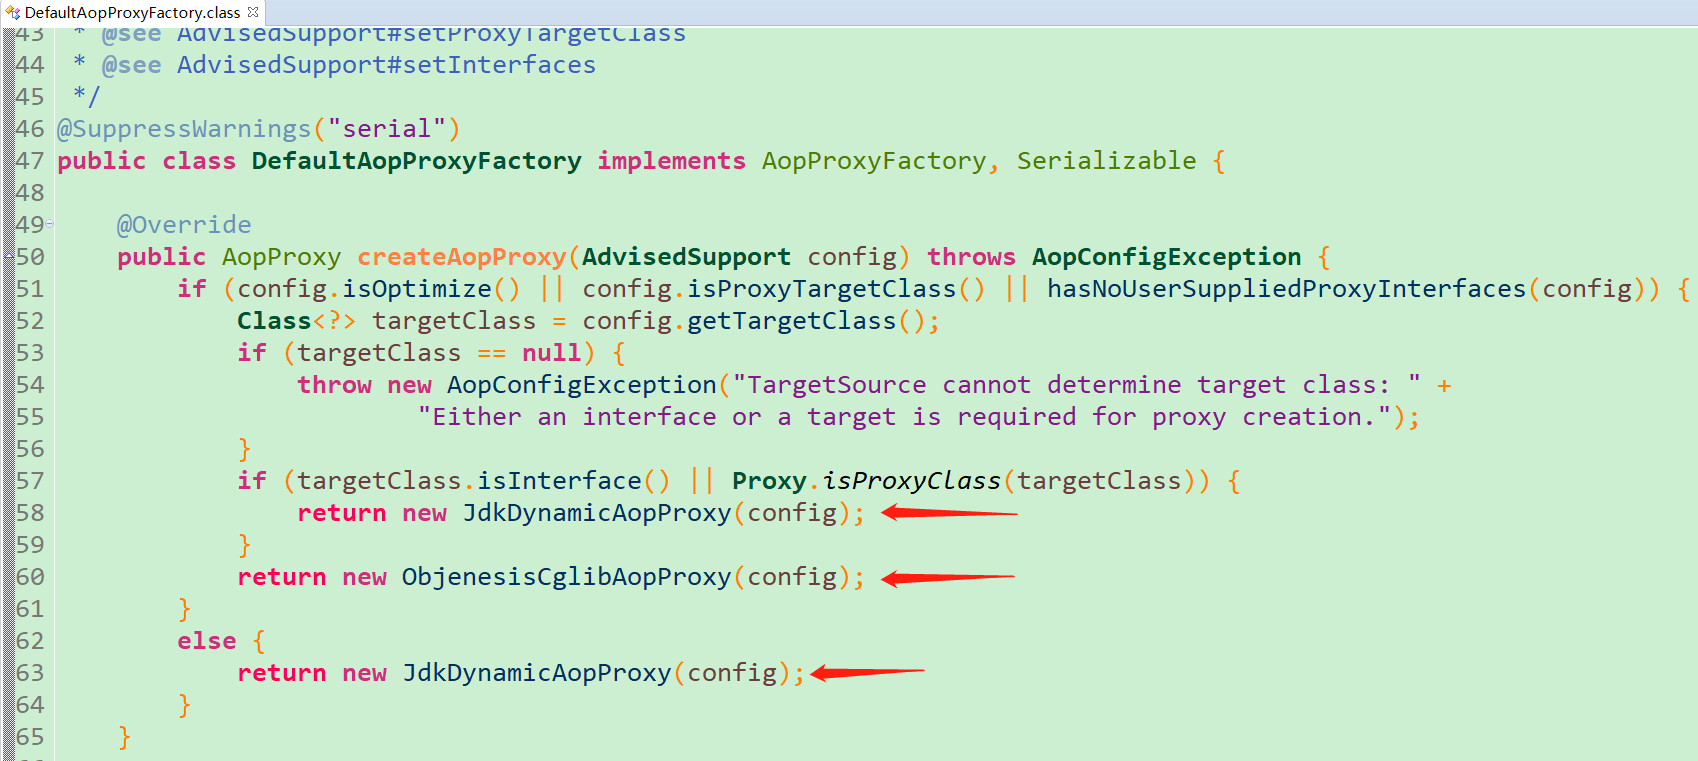 DefaultAopProxyFactory.class
43 * @see AdvisedSupport#setProxyTargetClass
44 * @see AdvisedSupport#setInterfaces
45 */
46 @SuppressWarnings("serial")
47 public class DefaultAopProxyFactory implements AopProxyFactory, Serializable {
48
49 @Override
50 public AopProxy createAopProxy(AdvisedSupport config) throws AopConfigException {
51 if (config.isOptimize() || config.isProxyTargetClass() || hasNoUserSuppliedProxyInterfaces(config)) {
52 Class<?> targetClass = config.getTargetClass();
53 if (targetClass == null) {
54 throw new AopConfigException("TargetSource cannot determine target class: " +
55 "Either an interface or a target is required for proxy creation.");
56 }
57 if (targetClass.isInterface() || Proxy.isProxyClass(targetClass)) {
58 return new JdkDynamicAopProxy(config);
59 }
60 return new ObjenesisCglibAopProxy(config);
61 }
62 else {
63 return new JdkDynamicAopProxy(config);
64 }
65 }